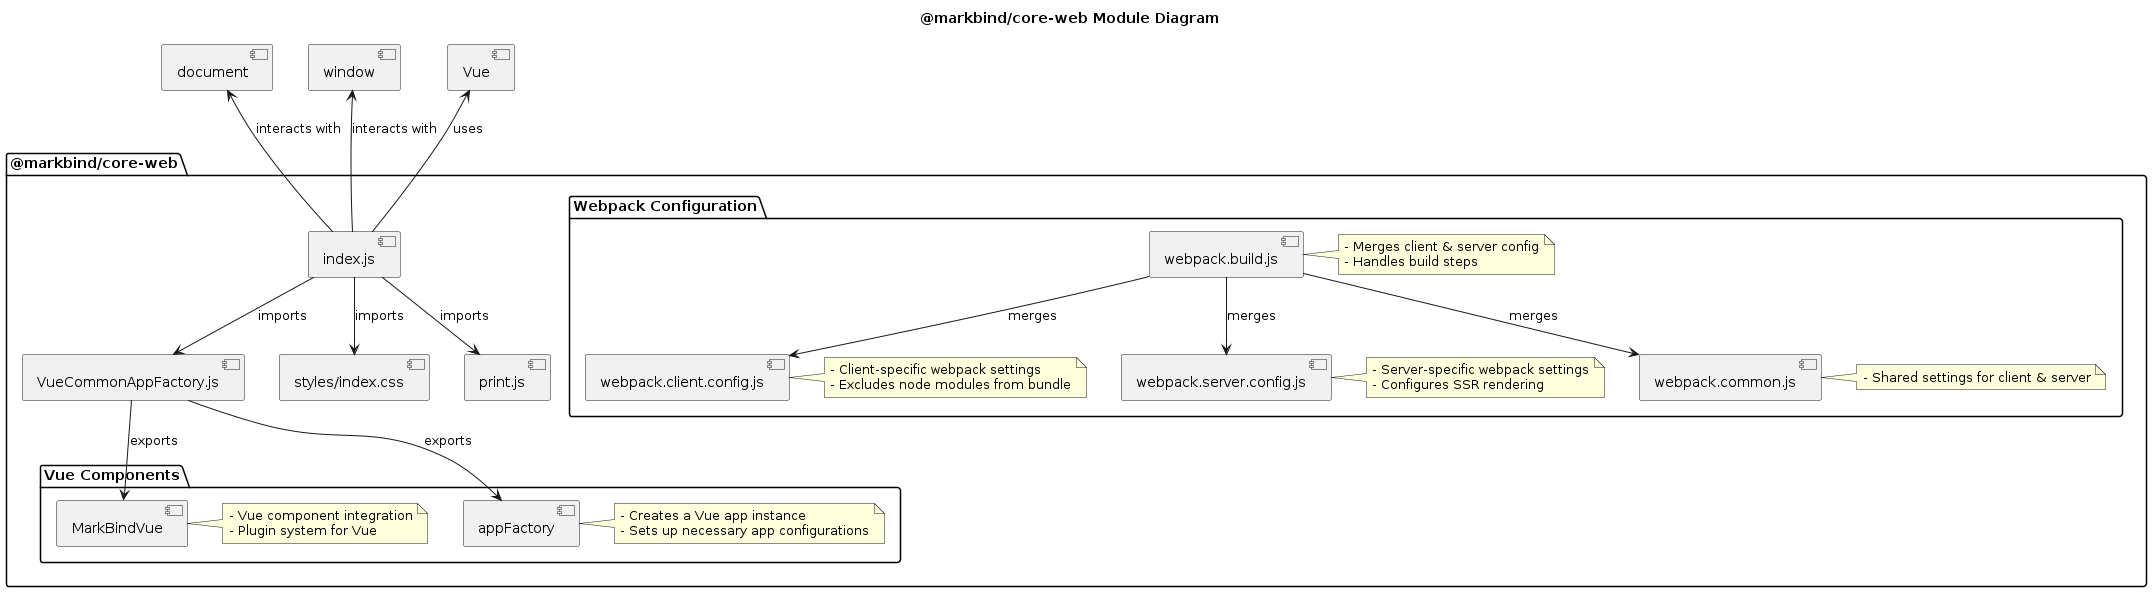 @markbind/core-web Module Diagram
document
window
Vue
interacts with
interacts with
uses
@markbind/core-web
Webpack Configuration
index.js
webpack.build.js
- Merges client & server config
- Handles build steps
imports
imports
imports
merges
merges
merges
VueCommonAppFactory.js
styles/index.css
print.js
webpack.client.config.js
- Client-specific webpack settings
- Excludes node modules from bundle
webpack.server.config.js
- Server-specific webpack settings
- Configures SSR rendering
webpack.common.js
- Shared settings for client & server
exports
exports
Vue Components
MarkBindVue
- Vue component integration
- Plugin system for Vue
appFactory
- Creates a Vue app instance
- Sets up necessary app configurations